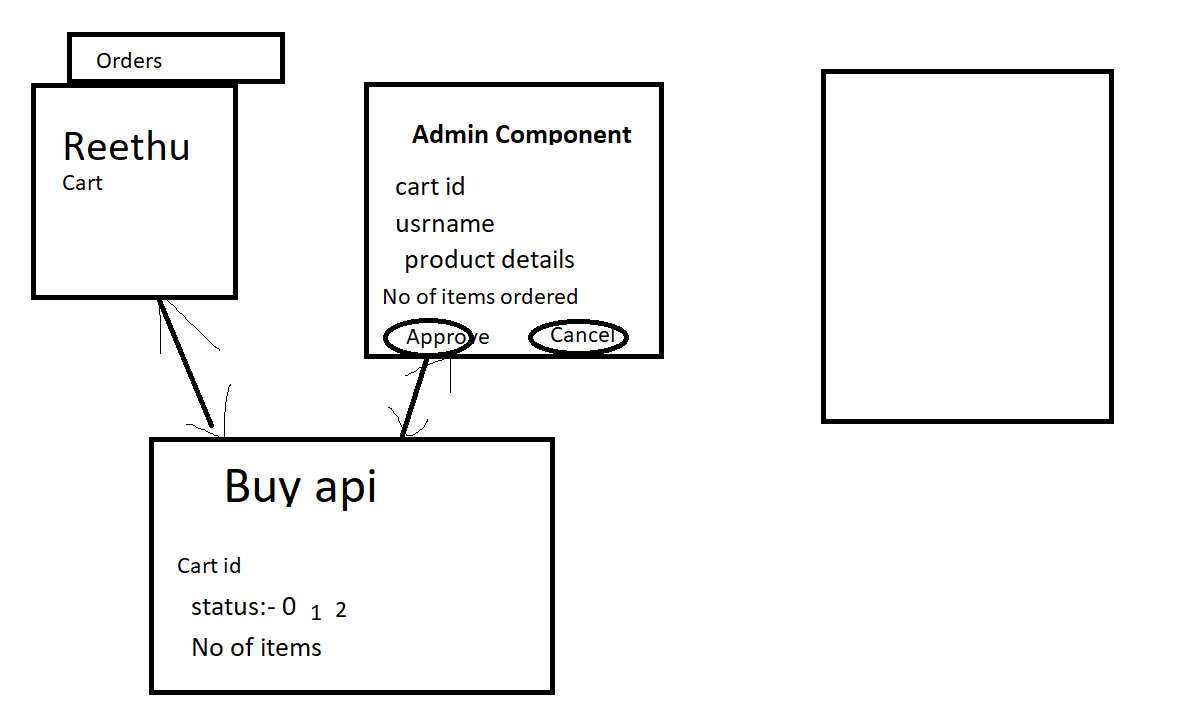 Orders
Reethu
Cart
Admin Component
cart id
usrname
product details
No of items ordered
Approve
Cancel
Buy api
Cart id
status:- 0 1 2
No of items